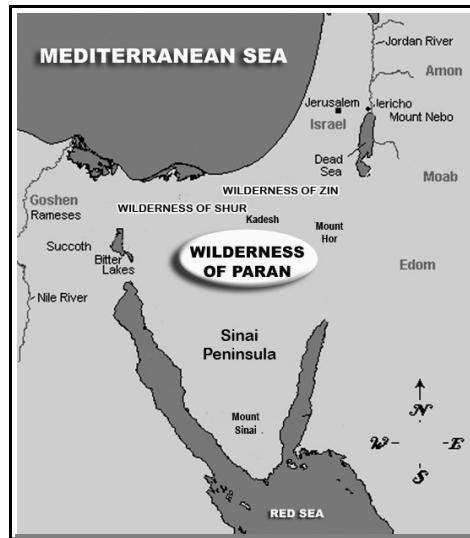 MEDITERRANEAN SEA
Jordan River
Amon
Jerusalem
Jericho
Mount Nebo
Israel
Dead
Sea
Moab
WILDERNESS OF ZIN
Goshen
Rameses
WILDERNESS OF SHUR
Kadesh
Mount
Hor
Succoth
Bitter
Lakes
WILDERNESS
OF PARAN
Edom
Nile River
Sinai
Peninsula
Mount
Sinai
N
W
E
S
RED SEA